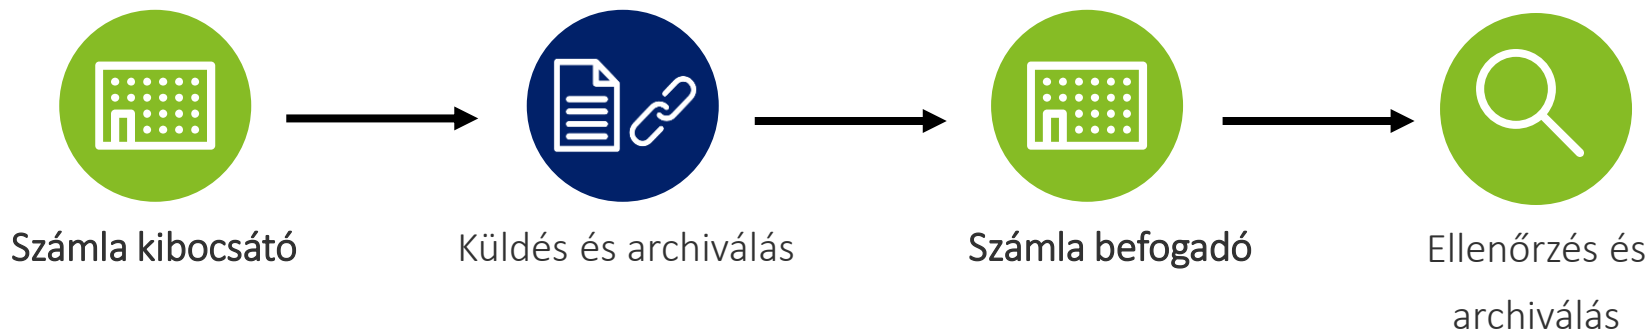 Számla kibocsátó
Küldés és archiválás
Számla befogadó
Ellenőrzés és
archiválás